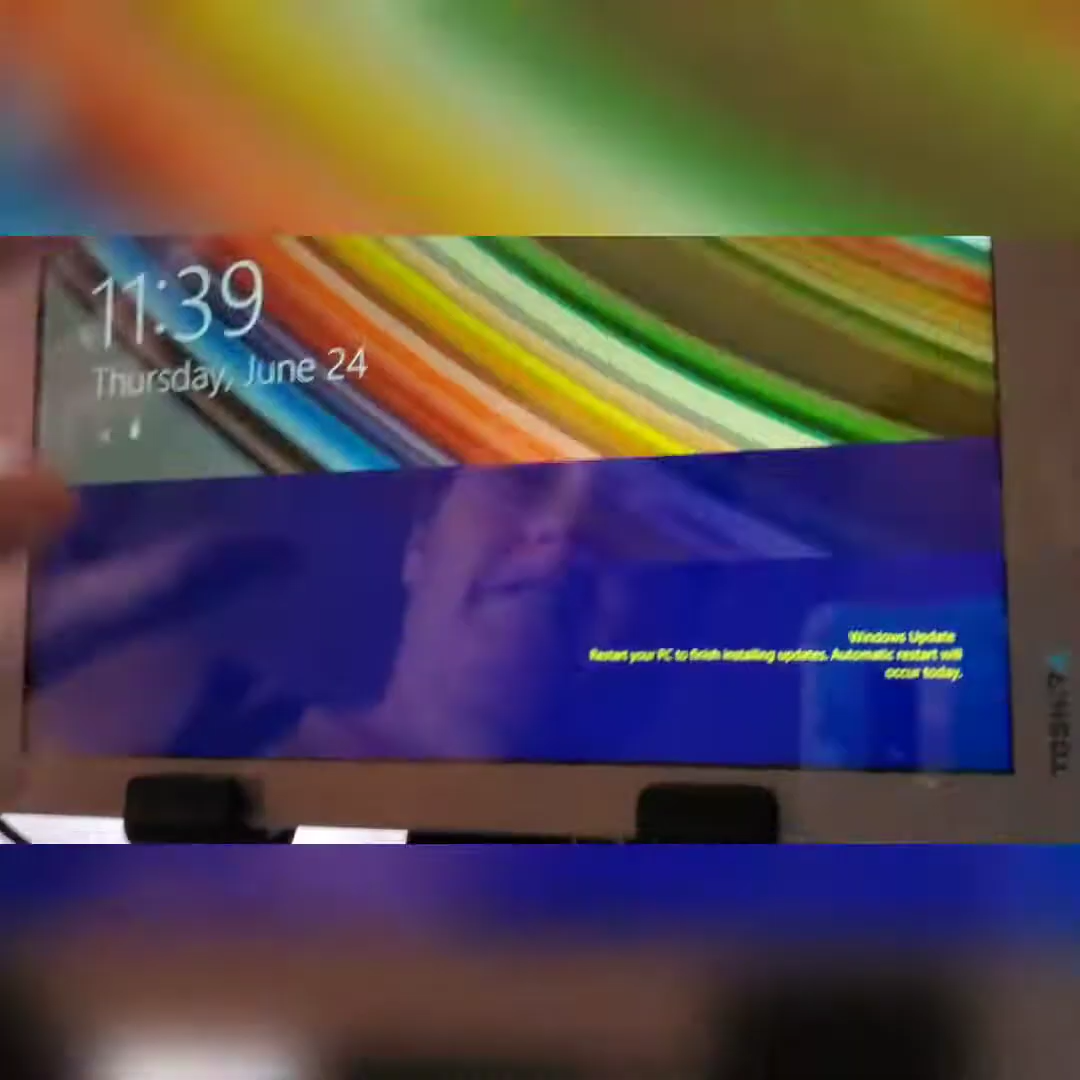 11:39
Thursday, June 24
Windows Update
Restart your PC to finish installing updates. Automatic restart will
occur today.
TOSHIBA